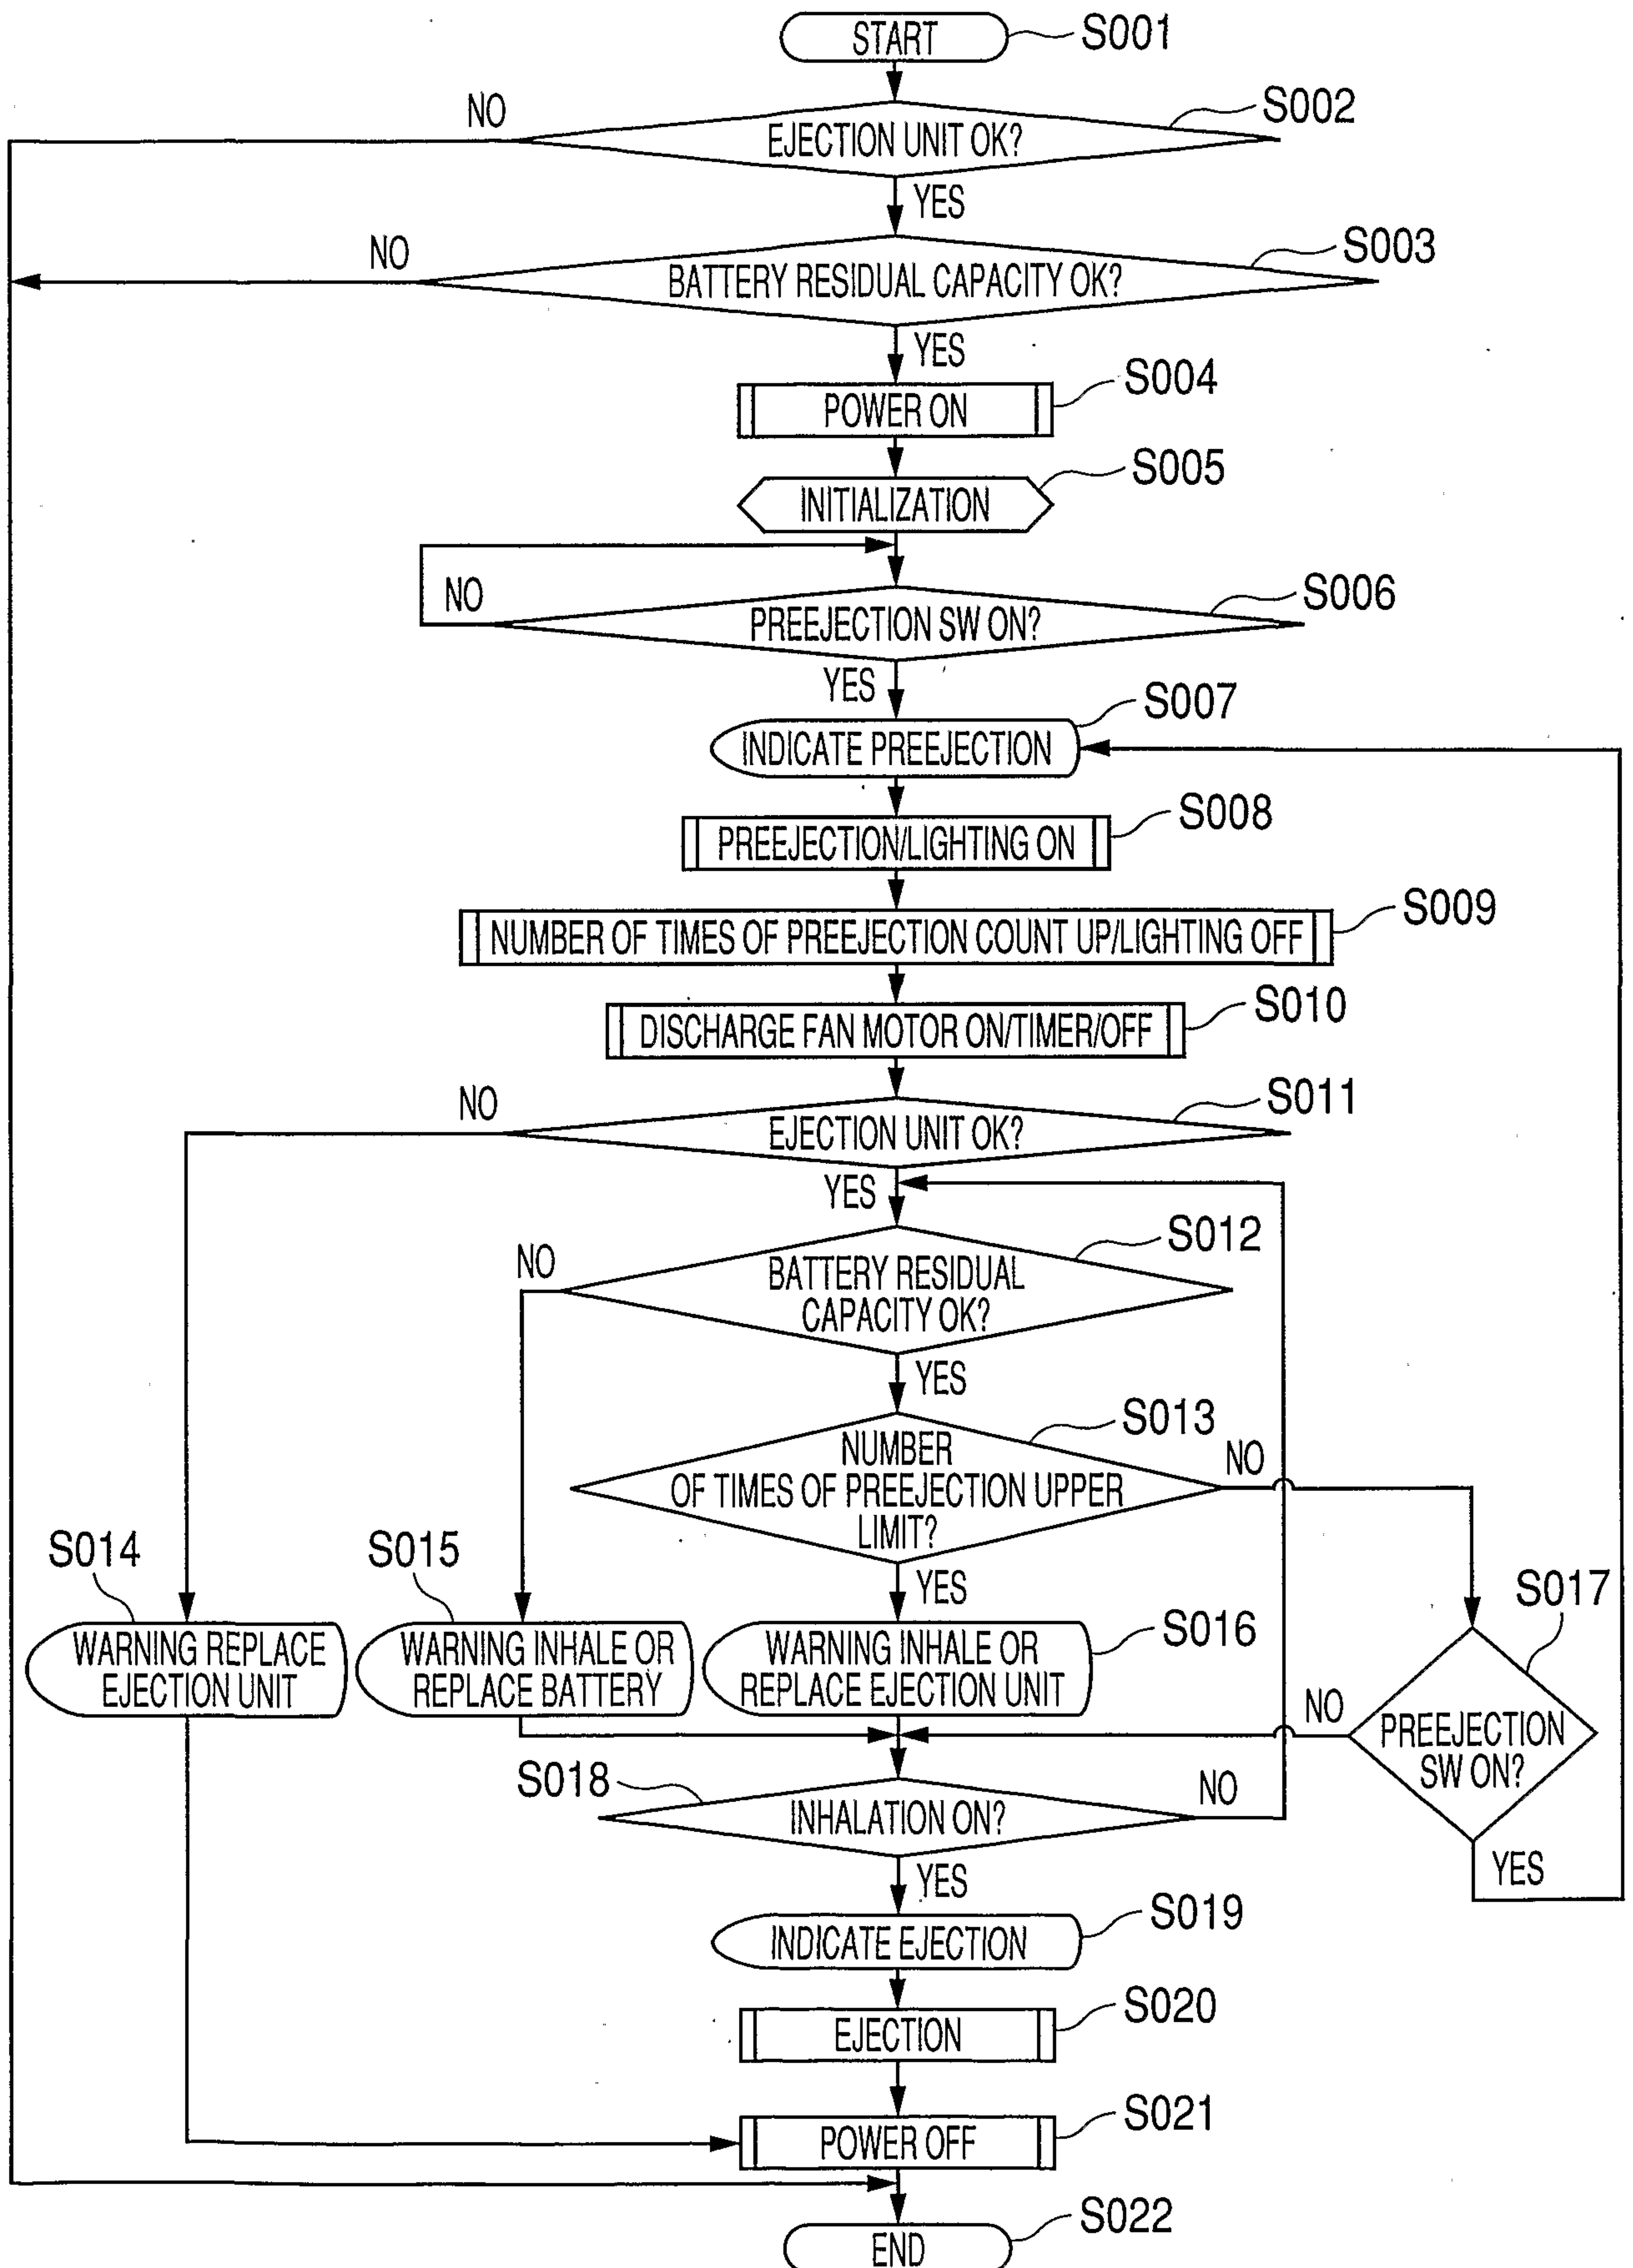 START
S001
NO
EJECTION UNIT OK?
S002
YES
NO
BATTERY RESIDUAL CAPACITY OK?
S003
YES
POWER ON
S004
INITIALIZATION
S005
NO
PREEJECTION SW ON?
S006
YES
INDICATE PREEJECTION
S007
PREEJECTION/LIGHTING ON
S008
NUMBER OF TIMES OF PREEJECTION COUNT UP/LIGHTING OFF
S009
DISCHARGE FAN MOTOR ON/TIMER/OFF
S010
NO
EJECTION UNIT OK?
S011
YES
NO
BATTERY RESIDUAL
CAPACITY OK?
S012
YES
NUMBER
OF TIMES OF PREEJECTION UPPER
LIMIT?
S013
NO
YES
S014
WARNING REPLACE
EJECTION UNIT
S015
WARNING INHALE OR
REPLACE BATTERY
WARNING INHALE OR
REPLACE EJECTION UNIT
S016
S017
PREEJECTION
SW ON?
NO
YES
S018
INHALATION ON?
NO
YES
INDICATE EJECTION
S019
EJECTION
S020
POWER OFF
S021
END
S022